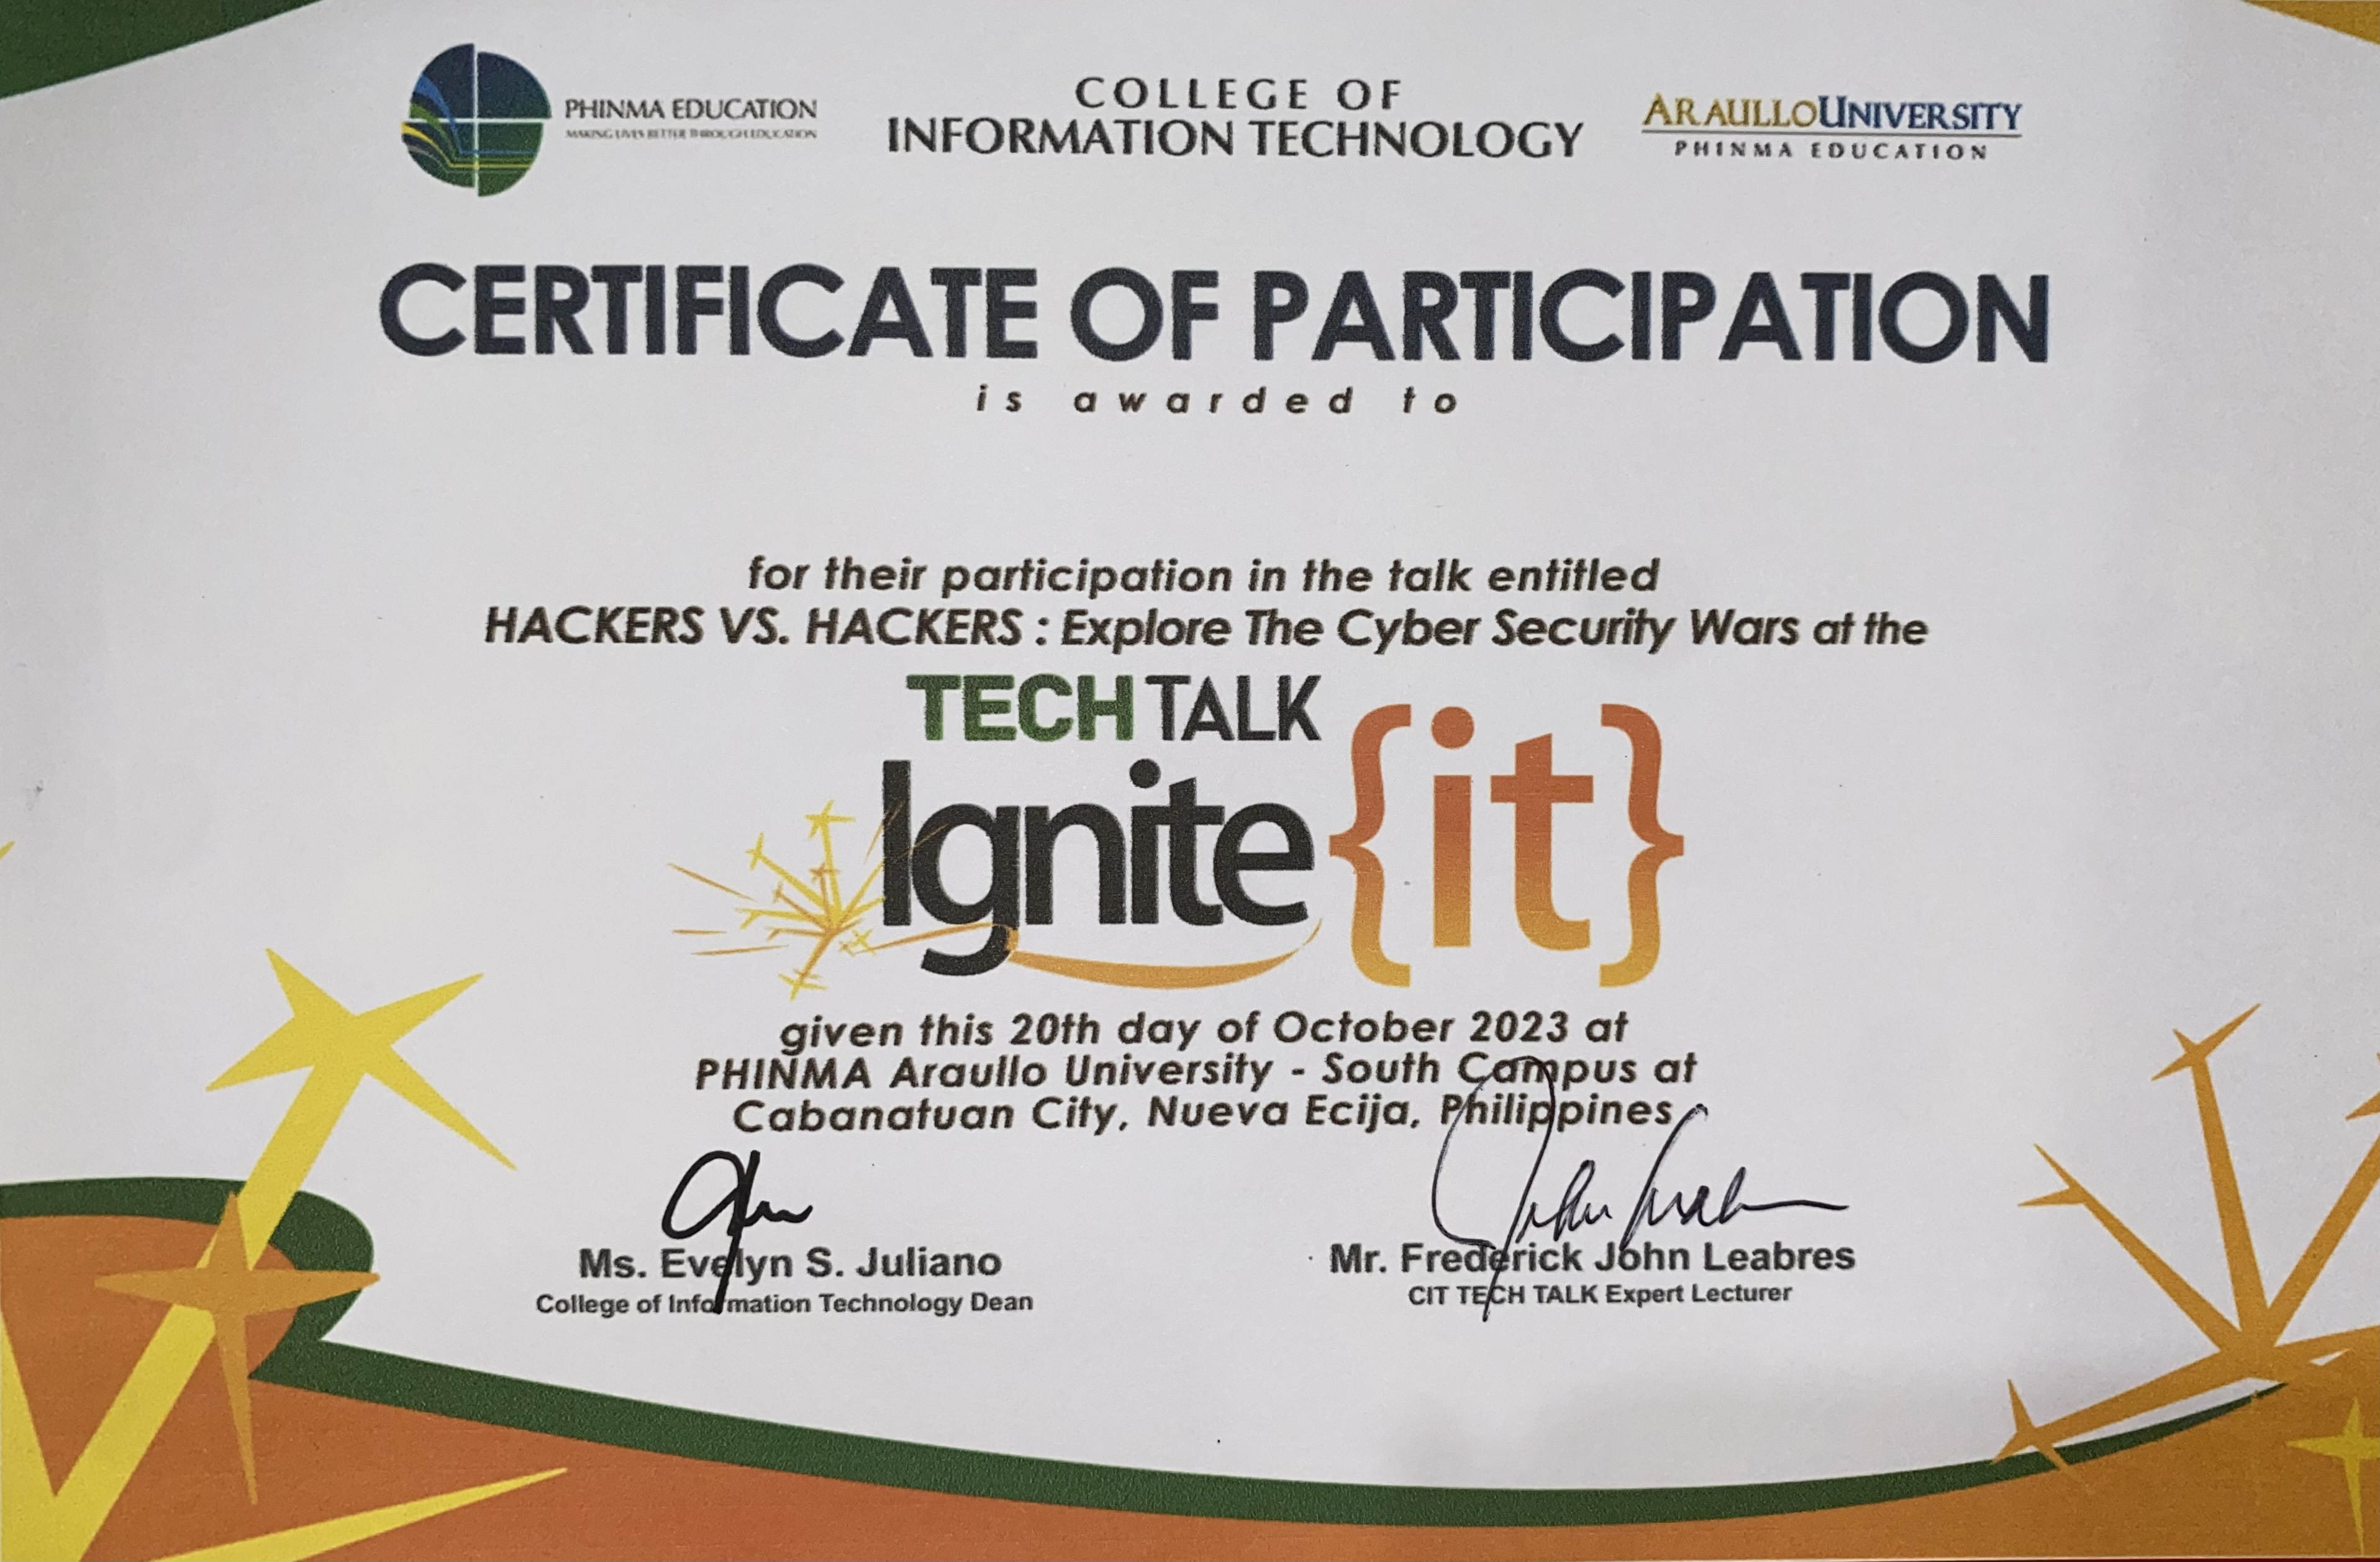 PHINMA EDUCATION
MAKING LIVES BETTER THROUGH EDUCATION
COLLEGE OF
INFORMATION TECHNOLOGY
ARAULLOUNIVERSITY
PHINMA EDUCATION
CERTIFICATE OF PARTICIPATION
is awarded to
for their participation in the talk entitled
HACKERS VS. HACKERS : Explore The Cyber Security Wars at the
TECH TALK
Ignite {it}
given this 20th day of October 2023 at
PHINMA Araullo University - South Campus at
Cabanatuan City, Nueva Ecija, Philippines
Ms. Evelyn S. Juliano
College of Information Technology Dean
Mr. Frederick John Leabres
CIT TECH TALK Expert Lecturer